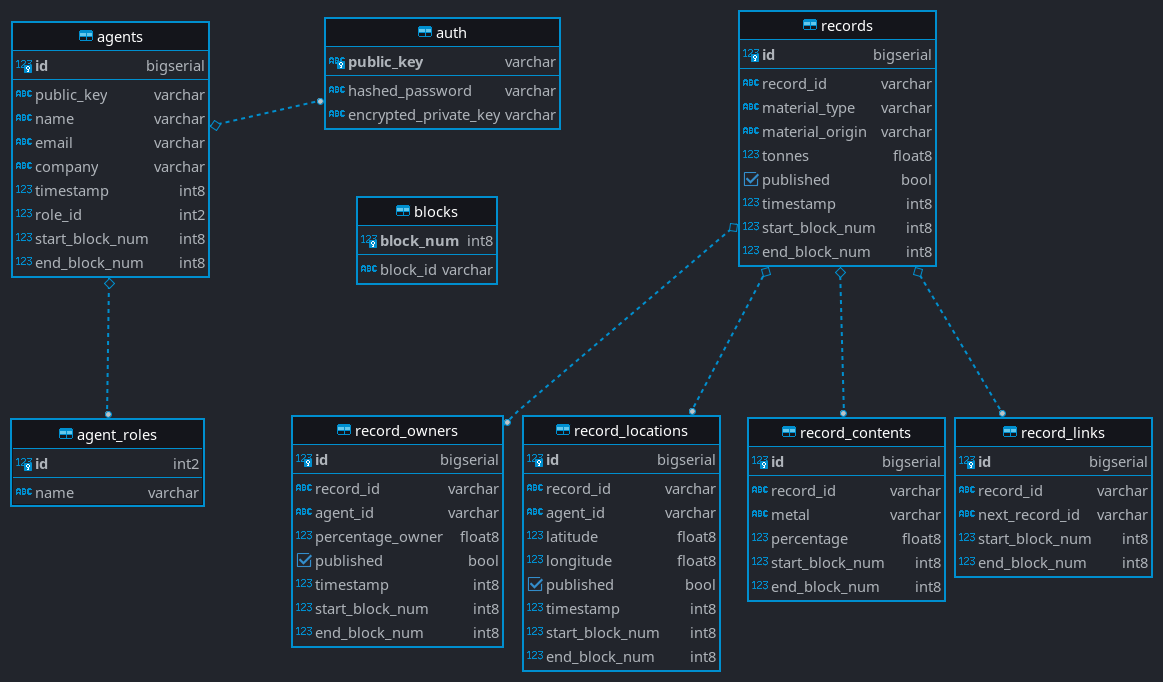 agents
123 id bigserial
ABC public_key varchar
ABC name varchar
ABC email varchar
ABC company varchar
123 timestamp int8
123 role_id int2
123 start_block_num int8
123 end_block_num int8
auth
ABC public_key varchar
ABC hashed_password varchar
ABC encrypted_private_key varchar
blocks
123 block_num int8
ABC block_id varchar
records
123 id bigserial
ABC record_id varchar
ABC material_type varchar
ABC material_origin varchar
123 tonnes float8
published bool
123 timestamp int8
123 start_block_num int8
123 end_block_num int8
agent_roles
123 id int2
ABC name varchar
record_owners
123 id bigserial
ABC record_id varchar
ABC agent_id varchar
123 percentage_owner float8
published bool
123 timestamp int8
123 start_block_num int8
123 end_block_num int8
record_locations
123 id bigserial
ABC record_id varchar
ABC agent_id varchar
123 latitude float8
123 longitude float8
published bool
123 timestamp int8
123 start_block_num int8
123 end_block_num int8
record_contents
123 id bigserial
ABC record_id varchar
ABC metal varchar
123 percentage float8
123 start_block_num int8
123 end_block_num int8
record_links
123 id bigserial
ABC record_id varchar
ABC next_record_id varchar
123 start_block_num int8
123 end_block_num int8